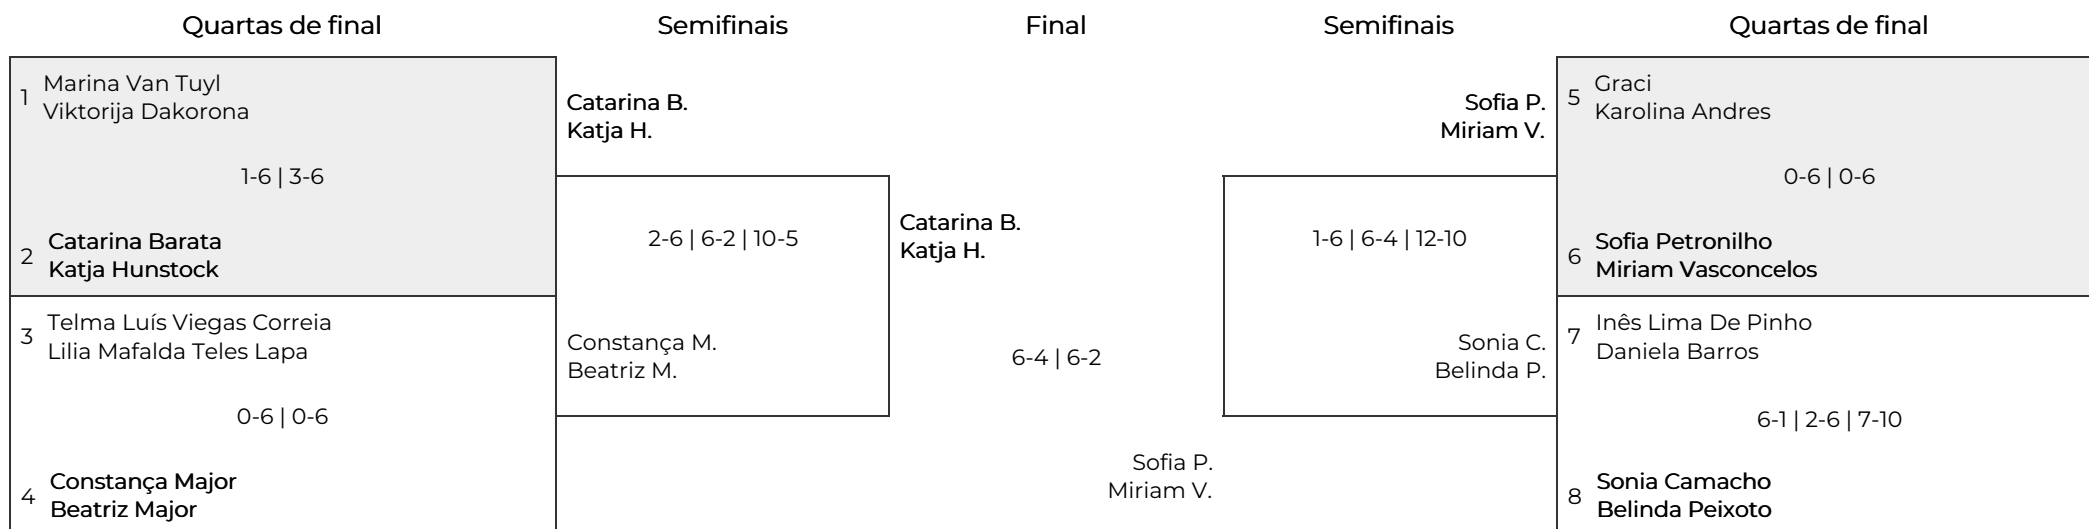 Quartas de final
Semifinais
Final
Semifinais
Quartas de final
1
Marina Van Tuyl
Viktorija Dakorona
1-6 | 3-6
2
Catarina Barata
Katja Hunstock
3
Telma Luís Viegas Correia
Lilia Mafalda Teles Lapa
0-6 | 0-6
4
Constança Major
Beatriz Major
Catarina B.
Katja H.
2-6 | 6-2 | 10-5
Constança M.
Beatriz M.
Catarina B.
Katja H.
6-4 | 6-2
Sofia P.
Miriam V.
Sofia P.
Miriam V.
1-6 | 6-4 | 12-10
Sonia C.
Belinda P.
5
Graci
Karolina Andres
0-6 | 0-6
6
Sofia Petronilho
Miriam Vasconcelos
7
Inês Lima De Pinho
Daniela Barros
6-1 | 2-6 | 7-10
8
Sonia Camacho
Belinda Peixoto